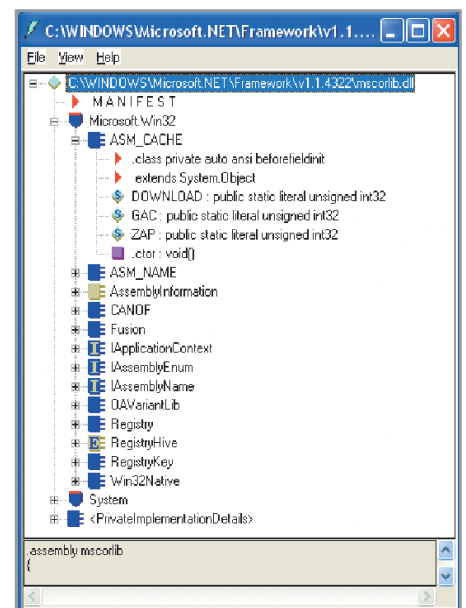 C:\WINDOWS\Microsoft.NET\Framework\v1.1....
File View Help
C:\WINDOWS\Microsoft.NET\Framework\v1.1.4322\mscorlib.dll
M A N I F E S T
Microsoft.Win32
ASM_CACHE
.class private auto ansi beforefieldinit
extends System.Object
DOWNLOAD : public static literal unsigned int32
GAC : public static literal unsigned int32
ZAP : public static literal unsigned int32
.ctor : void()
ASM_NAME
AssemblyInformation
CANOF
Fusion
I IApplicationContext
I IAssemblyEnum
I IAssemblyName
OAVariantLib
Registry
E RegistryHive
RegistryKey
Win32Native
System
<PrivateImplementationDetails>
.assembly mscorlib
{